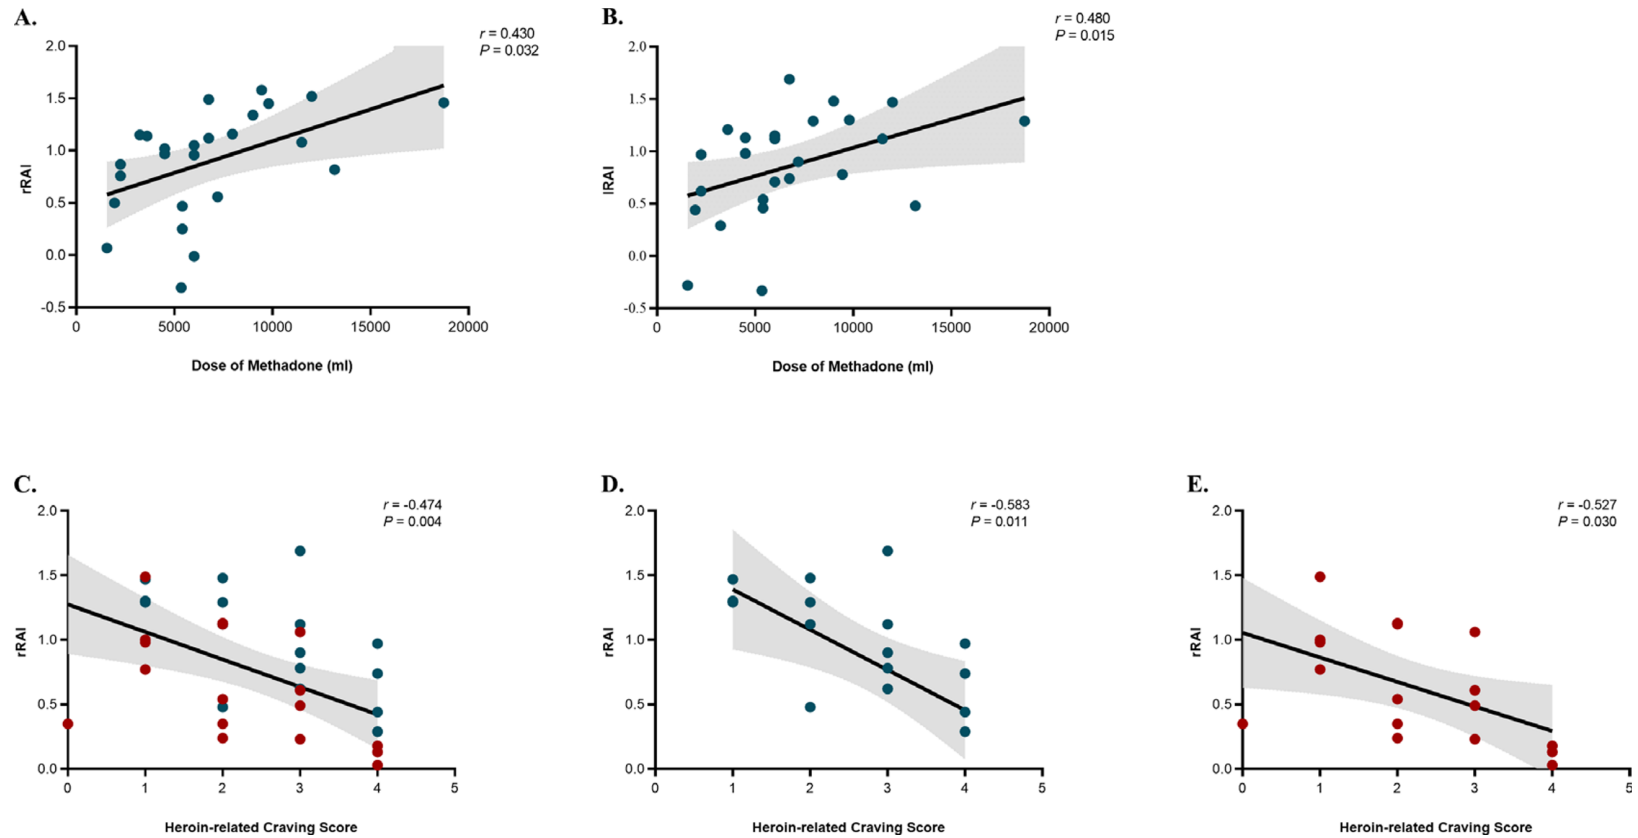 A.
r = 0.430
P = 0.032
2.0
1.5
1.0
0.5
0.0
-0.5
rRAI
0
5000
10000
15000
20000
Dose of Methadone (ml)
B.
r = 0.480
P = 0.015
2.0
1.5
1.0
0.5
0.0
-0.5
lRAI
0
5000
10000
15000
20000
Dose of Methadone (ml)
C.
r = -0.474
P = 0.004
2.0
1.5
1.0
0.5
0.0
rRAI
0
1
2
3
4
5
Heroin-related Craving Score
D.
r = -0.583
P = 0.011
2.0
1.5
1.0
0.5
0.0
rRAI
0
1
2
3
4
5
Heroin-related Craving Score
E.
r = -0.527
P = 0.030
2.0
1.5
1.0
0.5
0.0
rRAI
0
1
2
3
4
5
Heroin-related Craving Score